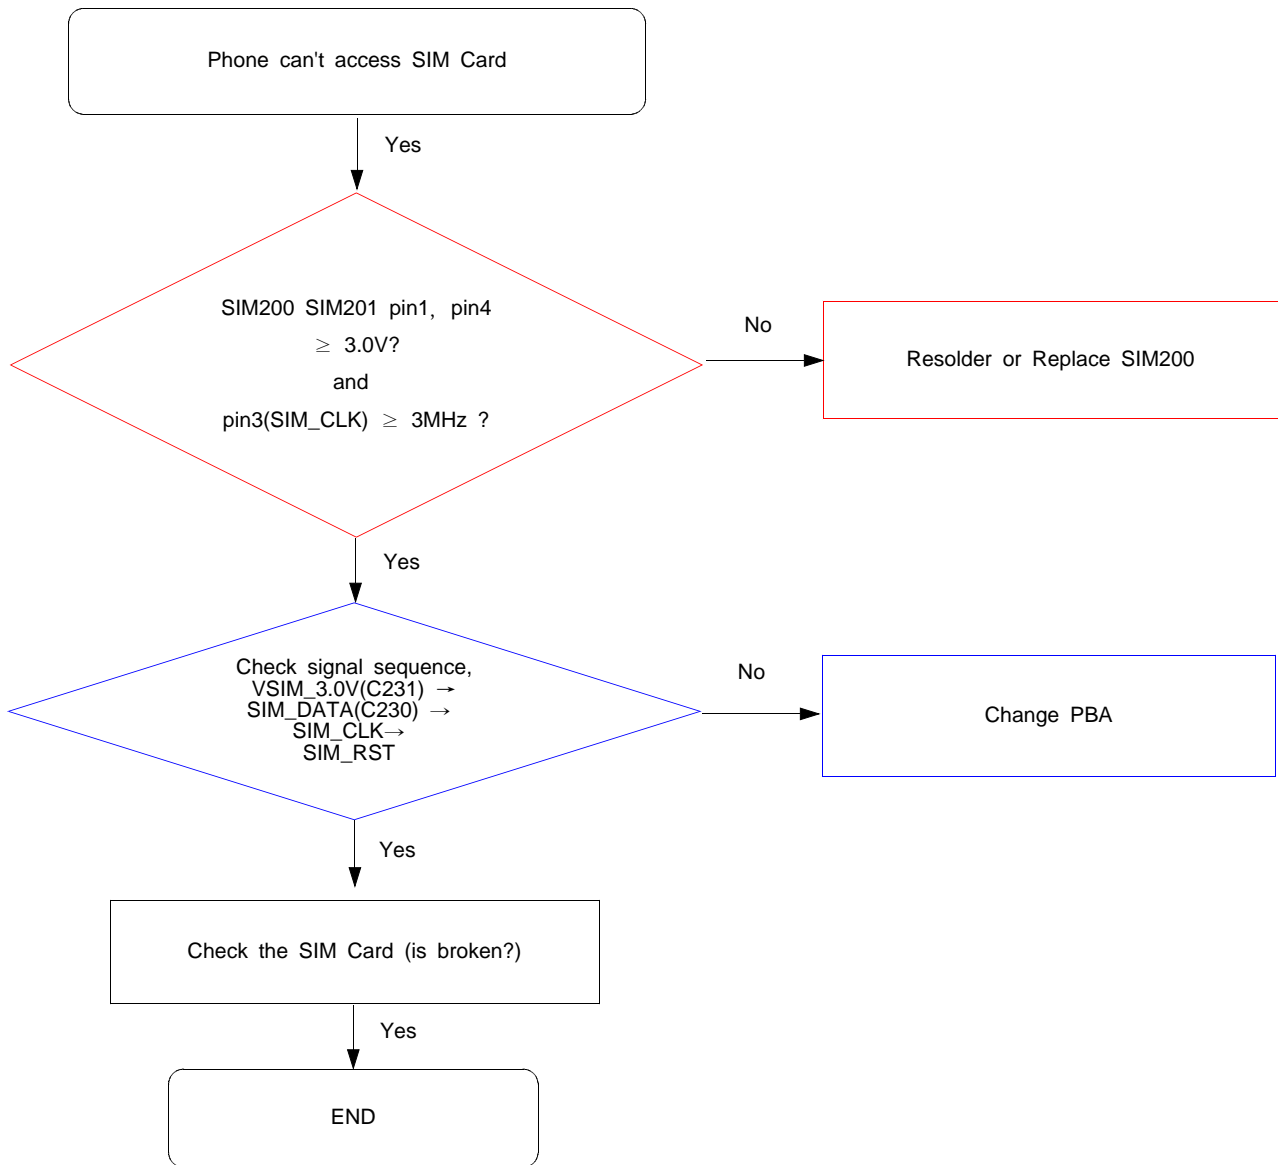 Phone can't access SIM Card
Yes
SIM200 SIM201 pin1, pin4
≥ 3.0V?
and
pin3(SIM_CLK) ≥ 3MHz ?
No
Resolder or Replace SIM200
Yes
Check signal sequence,
VSIM_3.0V(C231) →
SIM_DATA(C230) →
SIM_CLK→
SIM_RST
No
Change PBA
Yes
Check the SIM Card (is broken?)
Yes
END